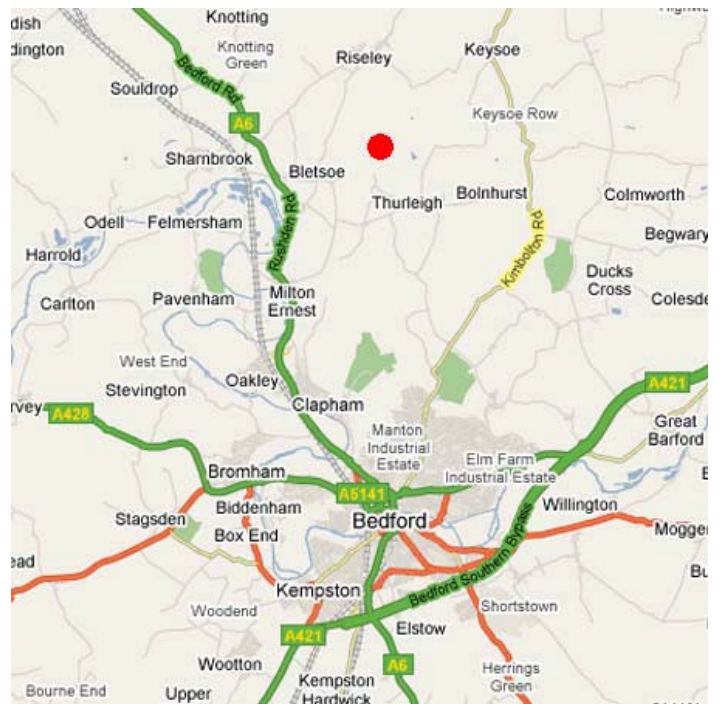 Knotting
dish
dington
Knotting
Green
Riseley
Keysoe
Bedford Rd
Souldrop
A6
Keysoe Row
Sharnbrook
Bletsoe
Thurleigh
Bolnhurst
Colmworth
Odell
Felmersham
Rushden Rd
Begwary
Harrold
Kimbolton Rd
Ducks
Cross
Carlton
Pavenham
Milton
Ernest
Colesde
West End
Stevington
Oakley
A421
rvey
A428
Clapham
Great
Barford
Manton
Industrial
Estate
Bromham
Elm Farm
Industrial Estate
A5141
Biddenham
Willington
Stagsden
Box End
Bedford
Mogger
ead
Bedford Southern Bypass
Kempston
Bu
Woodend
Shortstown
A421
Elstow
Wootton
A6
Herrings
Green
Bourne End
Upper
Kempston
Hardwick